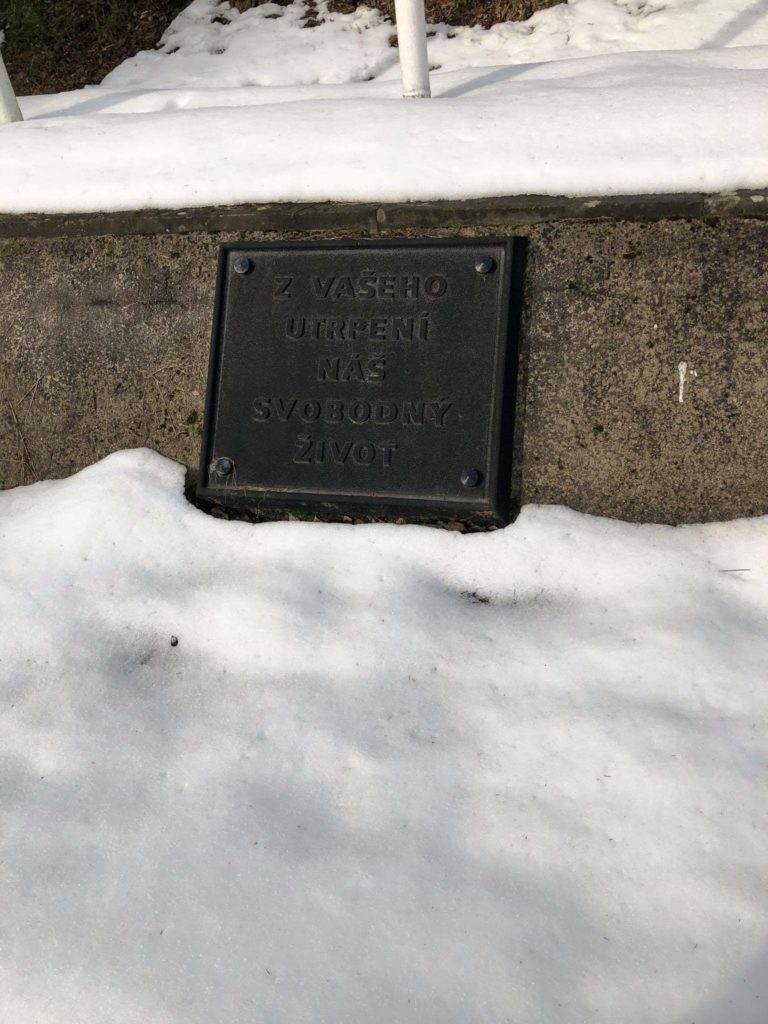 Z VAŠEHO
UTRPENÍ
NÁŠ
SVOBODNÝ
ŽIVOT